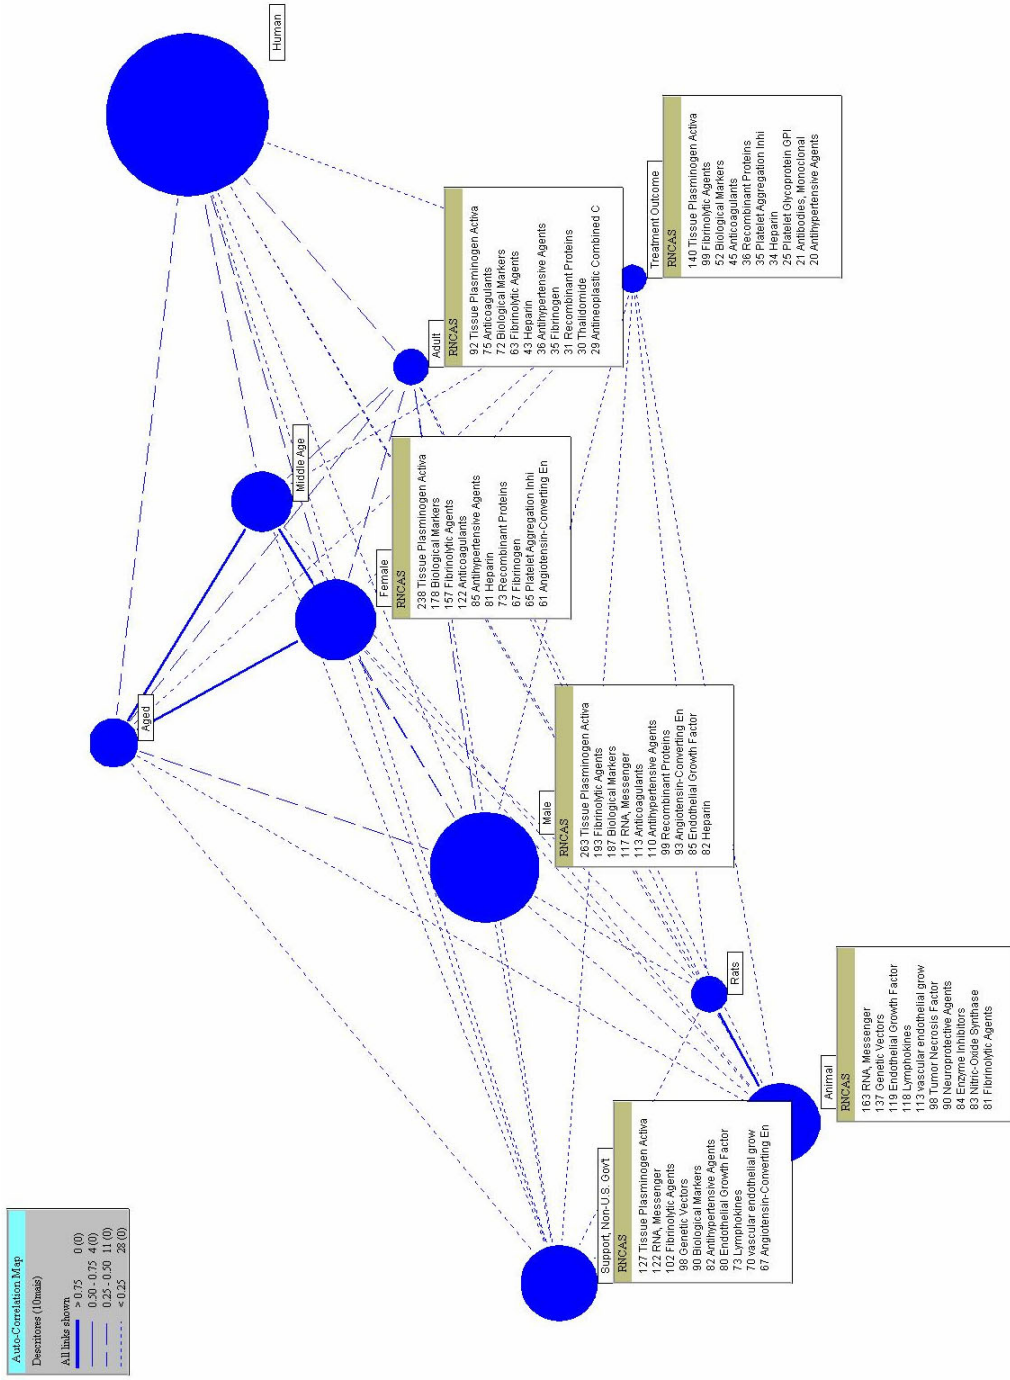 Auto-Correlation Map
Descritores (10mais)
All links shown
> 0.75 0 (0)
0.50 - 0.75 4 (0)
0.25 - 0.50 11 (0)
< 0.25 28 (0)
Human
Aged
Middle Age
Rats
Adult
RNCAS
92 Tissue Plasminogen Activa
75 Anticoagulants
72 Biological Markers
63 Fibrinolytic Agents
43 Heparin
36 Antihypertensive Agents
35 Fibrinogen
31 Recombinant Proteins
30 Thalidomide
29 Antineoplastic Combined C
Treatment Outcome
RNCAS
140 Tissue Plasminogen Activa
99 Fibrinolytic Agents
52 Biological Markers
45 Anticoagulants
36 Recombinant Proteins
35 Platelet Aggregation Inhi
34 Heparin
25 Platelet Glycoprotein GPI
21 Antibodies, Monoclonal
20 Antihypertensive Agents
Female
RNCAS
238 Tissue Plasminogen Activa
178 Biological Markers
157 Fibrinolytic Agents
122 Anticoagulants
85 Antihypertensive Agents
81 Heparin
73 Recombinant Proteins
67 Fibrinogen
65 Platelet Aggregation Inhi
61 Angiotensin-Converting En
Male
RNCAS
263 Tissue Plasminogen Activa
193 Fibrinolytic Agents
187 Biological Markers
117 RNA, Messenger
113 Anticoagulants
110 Antihypertensive Agents
99 Recombinant Proteins
93 Angiotensin-Converting En
85 Endothelial Growth Factor
82 Heparin
Support, Non-U.S. Gov't
RNCAS
127 Tissue Plasminogen Activa
122 RNA, Messenger
102 Fibrinolytic Agents
98 Genetic Vectors
90 Biological Markers
82 Antihypertensive Agents
80 Endothelial Growth Factor
73 Lymphokines
70 vascular endothelial grow
67 Angiotensin-Converting En
Animal
RNCAS
163 RNA, Messenger
137 Genetic Vectors
119 Endothelial Growth Factor
118 Lymphokines
113 vascular endothelial grow
98 Tumor Necrosis Factor
90 Neuroprotective Agents
84 Enzyme Inhibitors
83 Nitric-Oxide Synthase
81 Fibrinolytic Agents